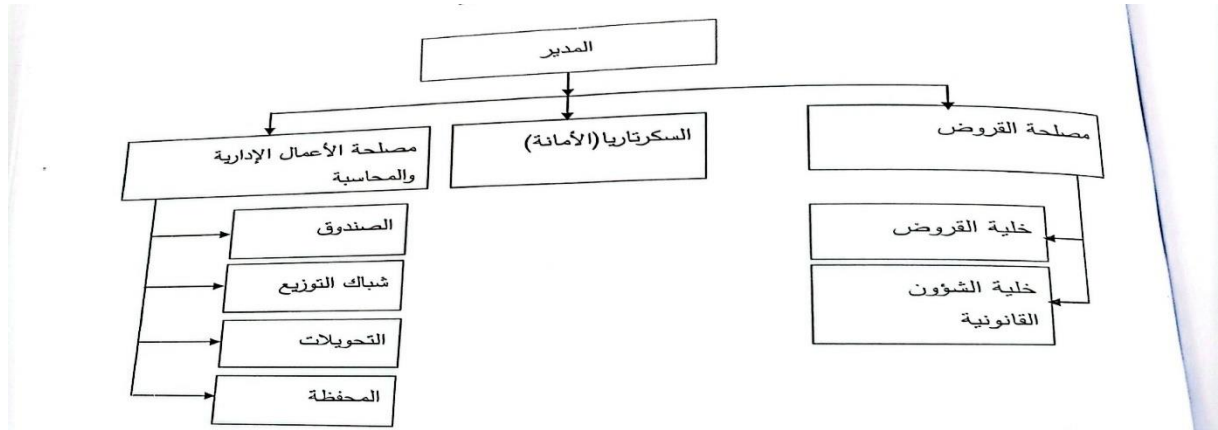 المدير
مصلحة القروض
السكرتاريا(الأمانة)
مصلحة الأعمال الإدارية
والمحاسبة
خلية القروض
خلية الشؤون
القانونية
الصندوق
شباك التوزيع
التحويلات
المحفظة